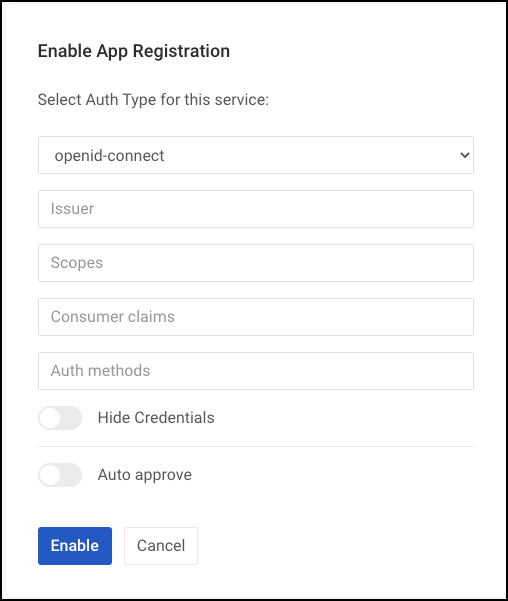 Enable App Registration
Select Auth Type for this service:
openid-connect
Issuer
Scopes
Consumer claims
Auth methods
Hide Credentials
Auto approve
Enable
Cancel